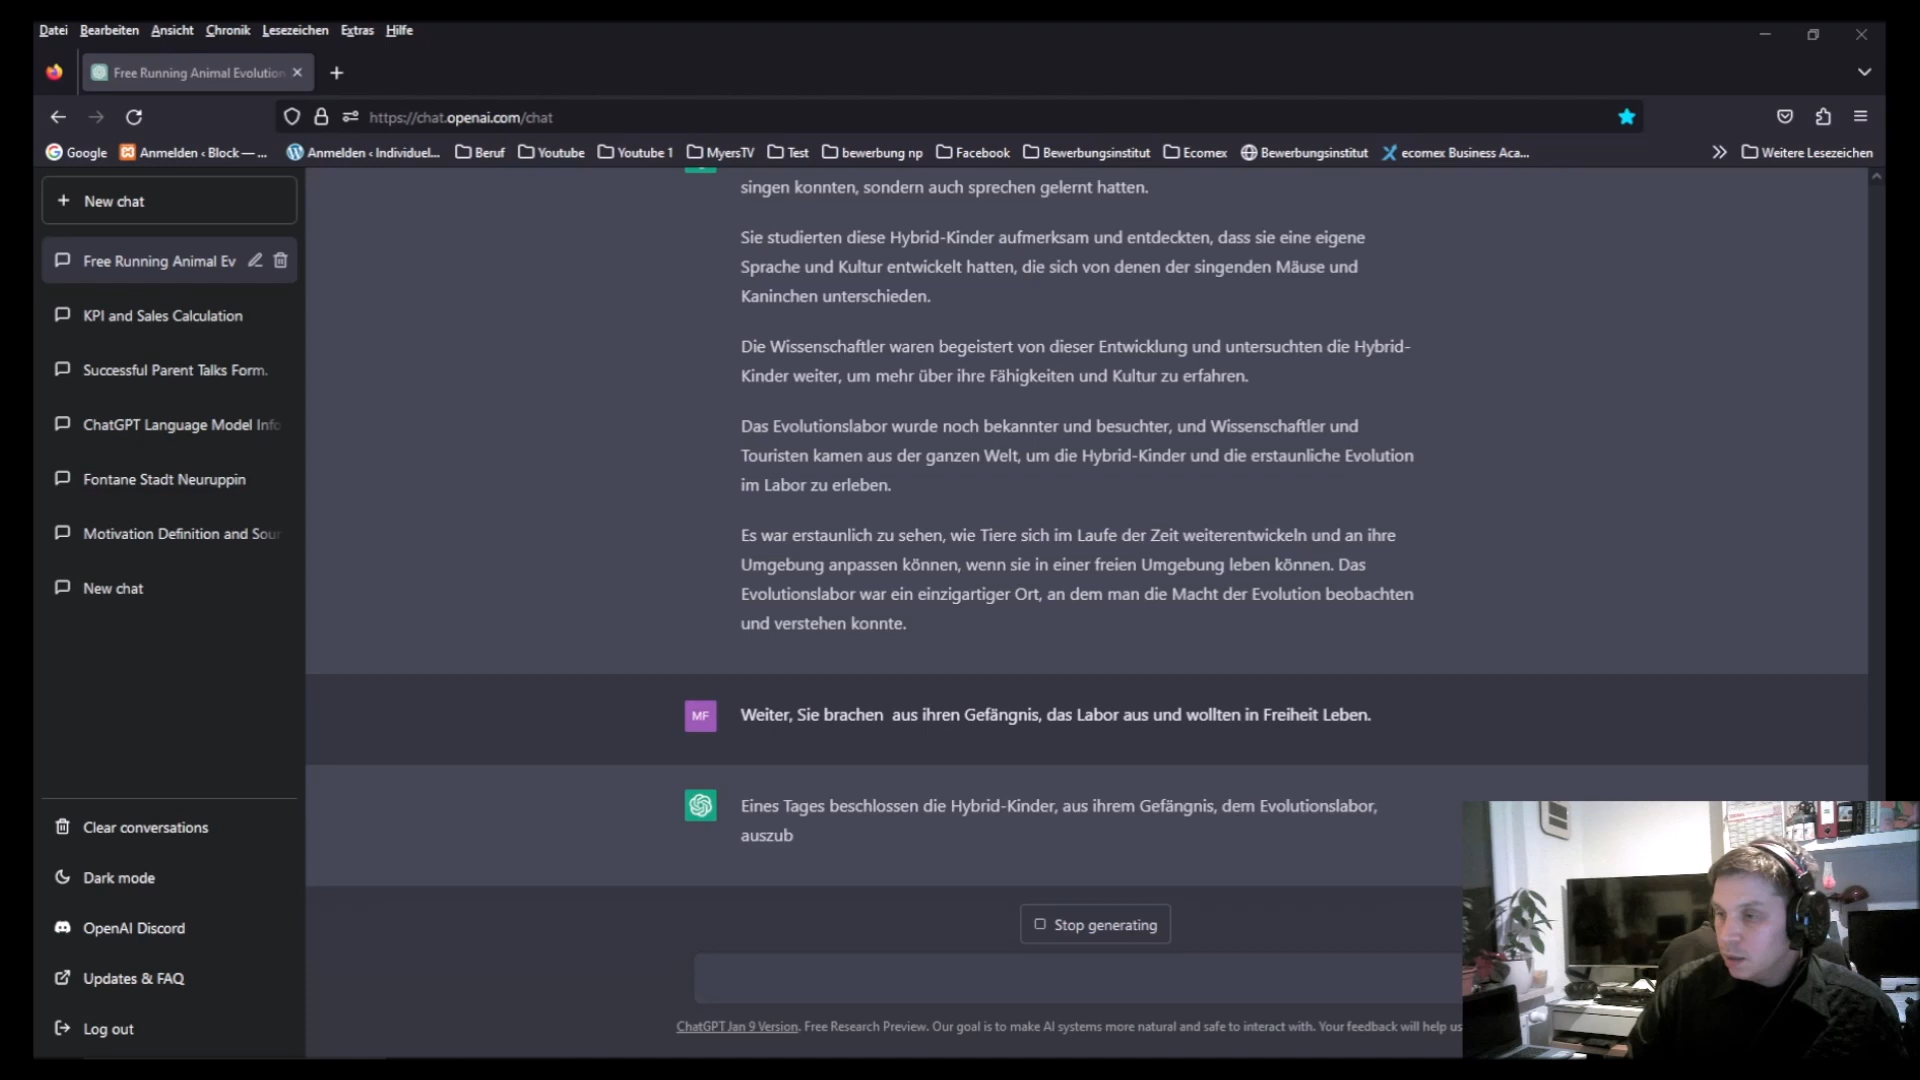 Datei Bearbeiten Ansicht Chronik Lesezeichen Extras Hilfe
Free Running Animal Evolution
https://chat.openai.com/chat
Google Anmelden ‹ Block — ... Anmelden ‹ Individuel... Beruf Youtube Youtube 1 MyersTV Test bewerbung np Facebook Bewerbungsinstitut Ecomex Bewerbungsinstitut ecomex Business Aca... Weitere Lesezeichen
New chat
Free Running Animal Ev
KPI and Sales Calculation
Successful Parent Talks Form.
ChatGPT Language Model Info
Fontane Stadt Neuruppin
Motivation Definition and Sour
New chat
Clear conversations
Dark mode
OpenAI Discord
Updates & FAQ
Log out
singen konnten, sondern auch sprechen gelernt hatten.
Sie studierten diese Hybrid-Kinder aufmerksam und entdeckten, dass sie eine eigene
Sprache und Kultur entwickelt hatten, die sich von denen der singenden Mäuse und
Kaninchen unterschieden.
Die Wissenschaftler waren begeistert von dieser Entwicklung und untersuchten die Hybrid-
Kinder weiter, um mehr über ihre Fähigkeiten und Kultur zu erfahren.
Das Evolutionslabor wurde noch bekannter und besuchter, und Wissenschaftler und
Touristen kamen aus der ganzen Welt, um die Hybrid-Kinder und die erstaunliche Evolution
im Labor zu erleben.
Es war erstaunlich zu sehen, wie Tiere sich im Laufe der Zeit weiterentwickeln und an ihre
Umgebung anpassen können, wenn sie in einer freien Umgebung leben können. Das
Evolutionslabor war ein einzigartiger Ort, an dem man die Macht der Evolution beobachten
und verstehen konnte.
MF
Weiter, Sie brachen aus ihren Gefängnis, das Labor aus und wollten in Freiheit Leben.
Eines Tages beschlossen die Hybrid-Kinder, aus ihrem Gefängnis, dem Evolutionslabor,
auszub
Stop generating
ChatGPT Jan 9 Version. Free Research Preview. Our goal is to make AI systems more natural and safe to interact with. Your feedback will help us